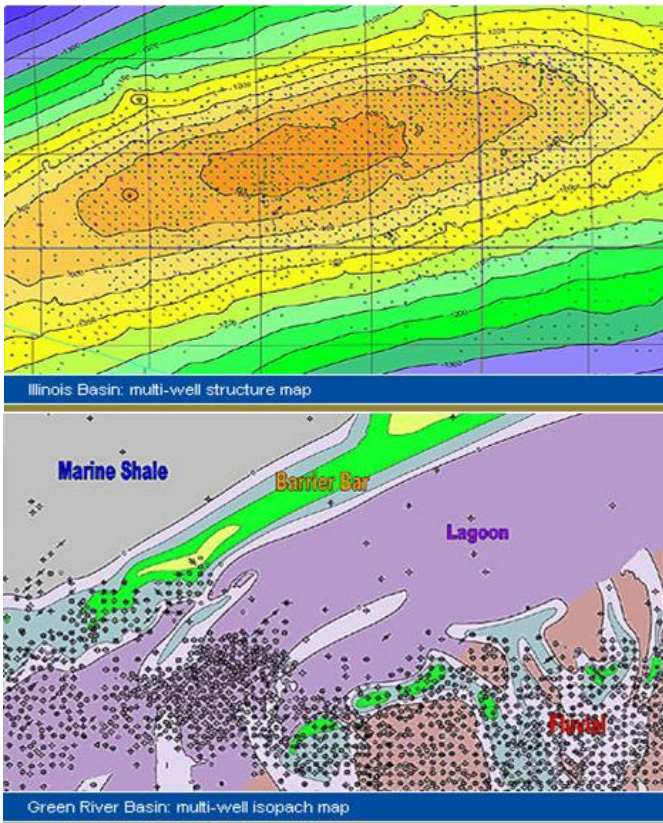 Illinois Basin: multi-well structure map
Marine Shale
Barrier Bar
Lagoon
Fluvial
Green River Basin: multi-well isopach map